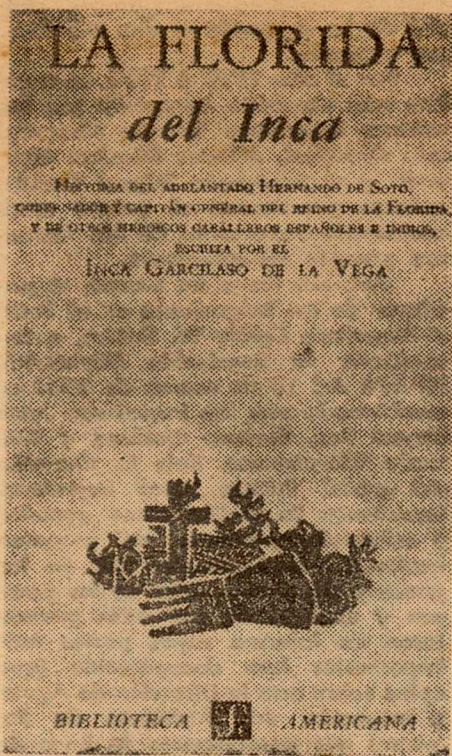 LA FLORIDA
del Inca
HISTORIA DEL ADELANTADO HERNANDO DE SOTO,
GOBERNADOR Y CAPITÁN GENERAL DEL REINO DE LA FLORIDA,
Y DE OTROS HEROICOS CABALLEROS ESPAÑOLES E INDIOS,
ESCRITA POR EL
INCA GARCILASO DE LA VEGA
BIBLIOTECA AMERICANA